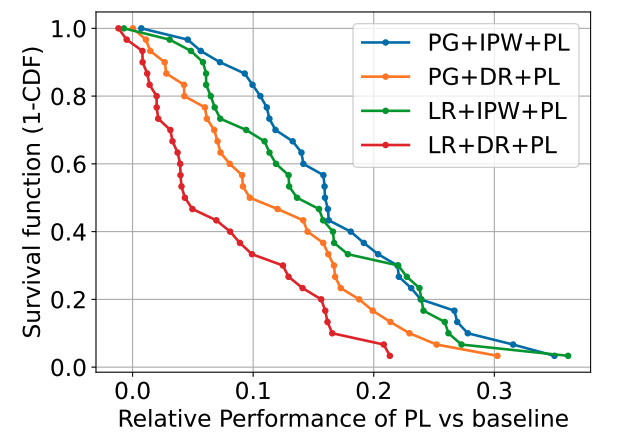 1.0
0.8
0.6
0.4
0.2
0.0
Survival function (1-CDF)
PG+IPW+PL
PG+DR+PL
LR+IPW+PL
LR+DR+PL
0.0 0.1 0.2 0.3
Relative Performance of PL vs baseline